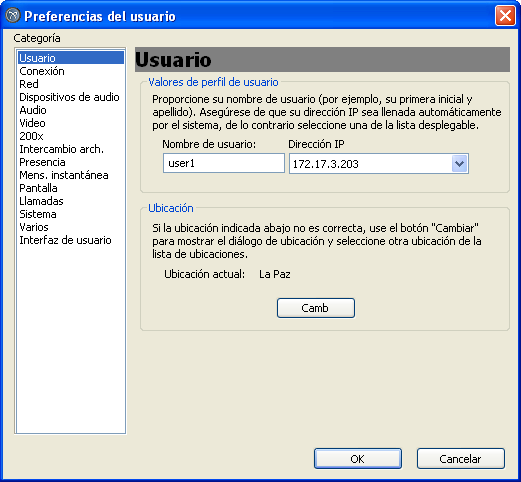 Preferencias del usuario
Categoría
Usuario
Conexión
Red
Dispositivos de audio
Audio
Video
200x
Intercambio arch.
Presencia
Mens. instantánea
Pantalla
Llamadas
Sistema
Varios
Interfaz de usuario
Usuario
Valores de perfil de usuario
Proporcione su nombre de usuario (por ejemplo, su primera inicial y
apellido). Asegúrese de que su dirección IP sea llenada automáticamente
por el sistema, de lo contrario seleccione una de la lista desplegable.
Nombre de usuario: Dirección IP
user1 172.17.3.203
Ubicación
Si la ubicación indicada abajo no es correcta, use el botón "Cambiar"
para mostrar el diálogo de ubicación y seleccione otra ubicación de la
lista de ubicaciones.
Ubicación actual: La Paz
Camb
OK Cancelar